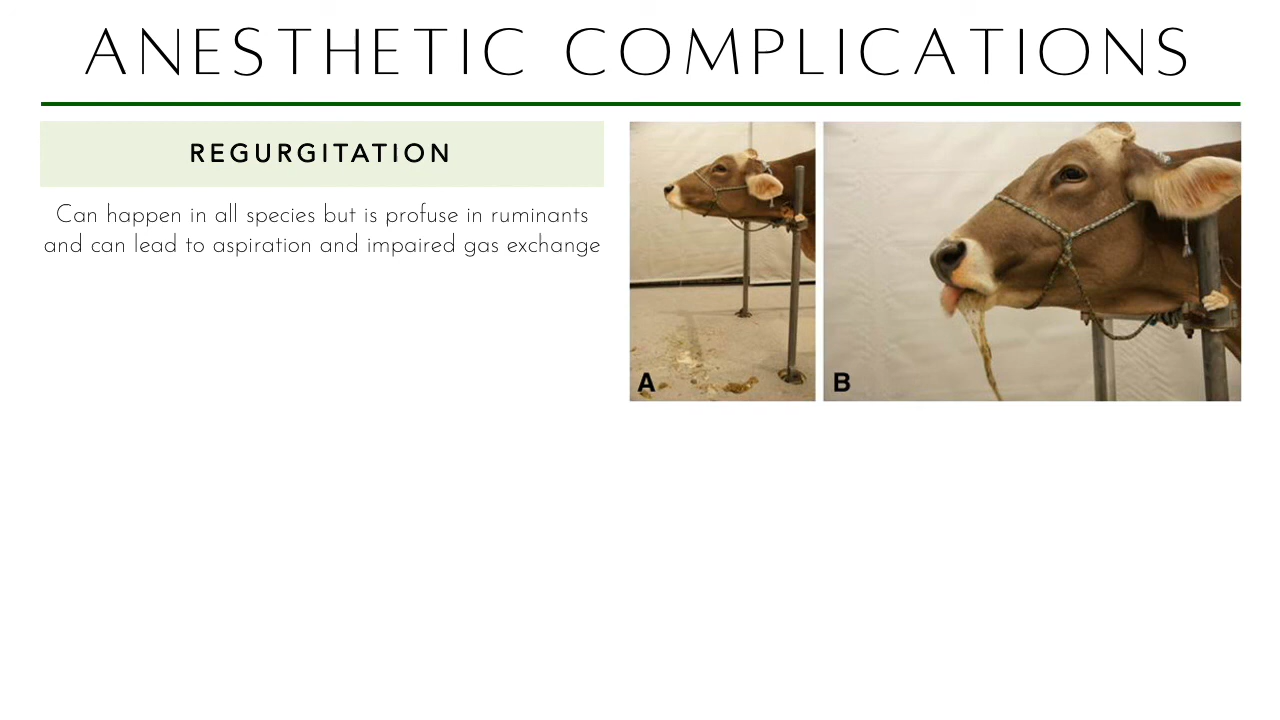 ANESTHETIC COMPLICATIONS
REGURGITATION
Can happen in all species but is profuse in ruminants
and can lead to aspiration and impaired gas exchange
A
B